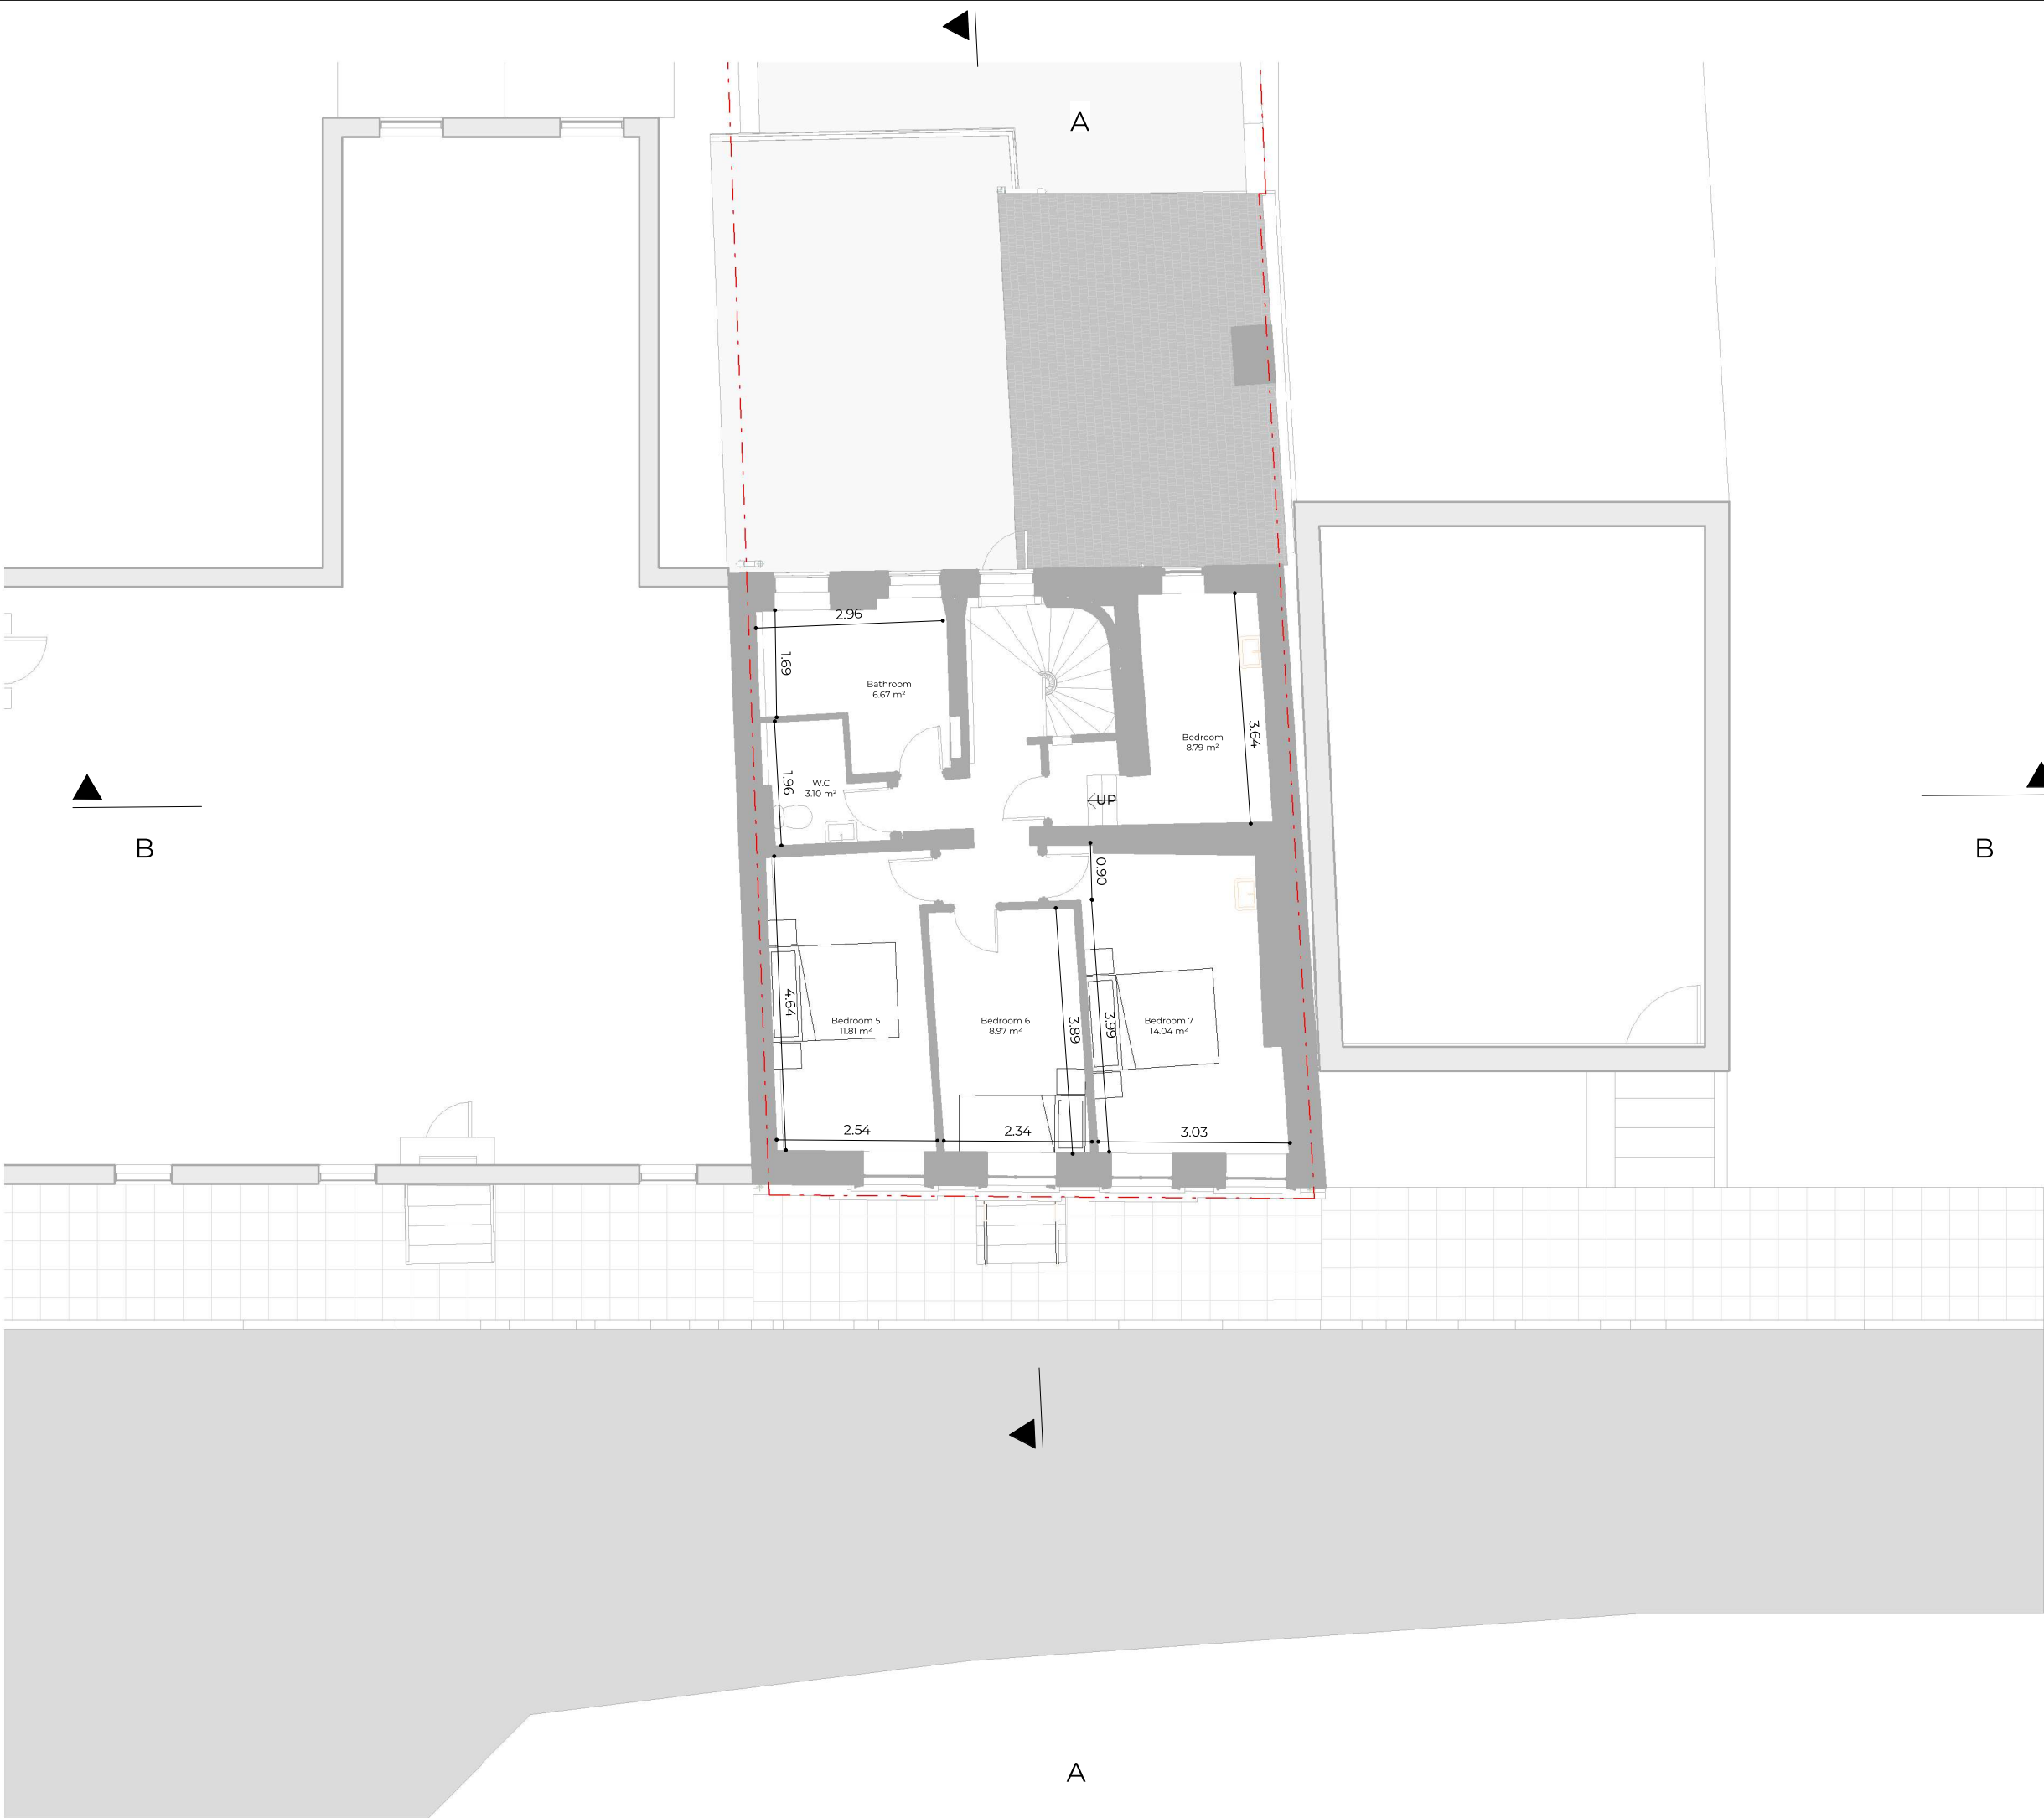 A
2.96
1.69
Bathroom
6.67 m²
Bedroom
8.79 m²
3.64
W.C
3.10 m²
1.96
UP
B
B
0.90
4.64
Bedroom 5
11.81 m²
Bedroom 6
8.97 m²
3.89
3.99
Bedroom 7
14.04 m²
2.54
2.34
3.03
A